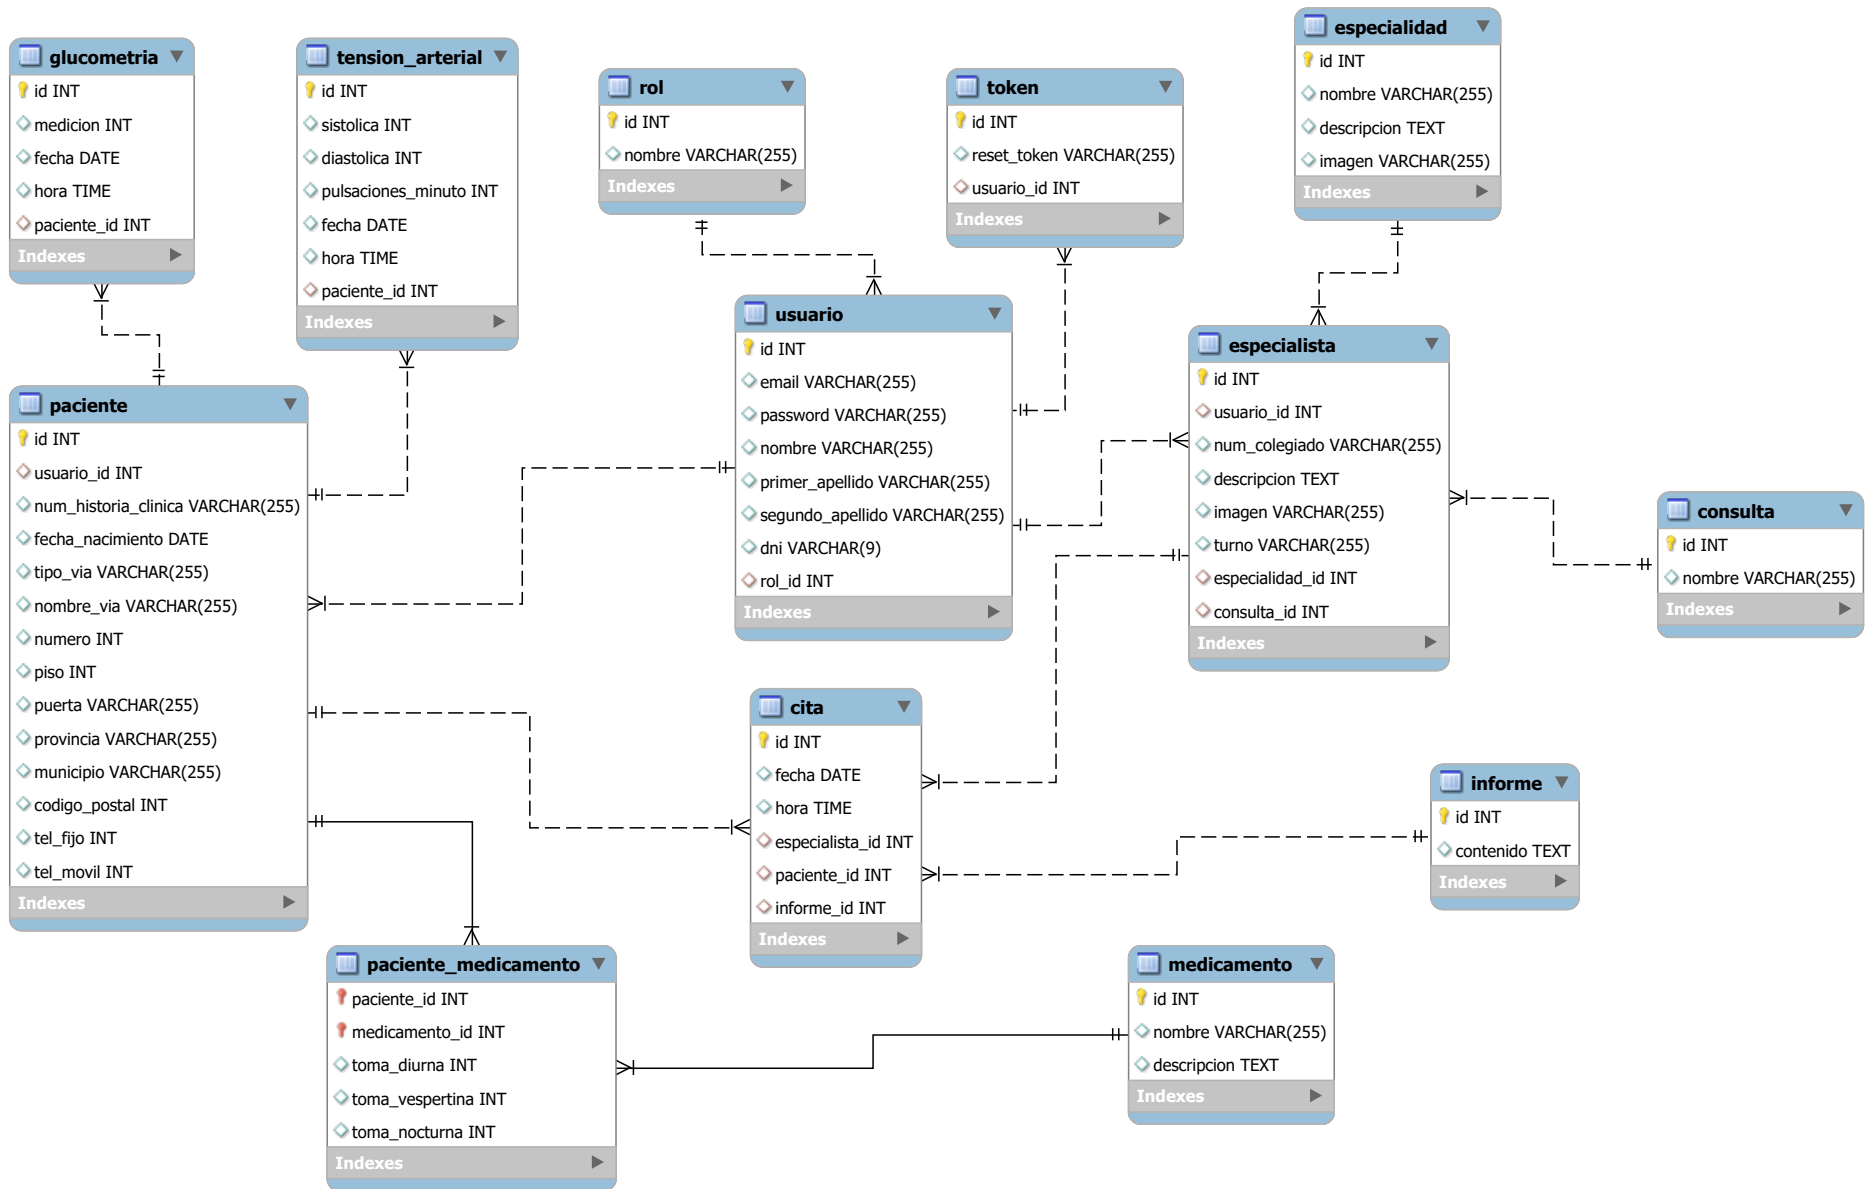 glucometria
id INT
medicion INT
fecha DATE
hora TIME
paciente_id INT
Indexes
tension_arterial
id INT
sistolica INT
diastolica INT
pulsaciones_minuto INT
fecha DATE
hora TIME
paciente_id INT
Indexes
rol
id INT
nombre VARCHAR(255)
Indexes
token
id INT
reset_token VARCHAR(255)
usuario_id INT
Indexes
especialidad
id INT
nombre VARCHAR(255)
descripcion TEXT
imagen VARCHAR(255)
Indexes
paciente
id INT
usuario_id INT
num_historia_clinica VARCHAR(255)
fecha_nacimiento DATE
tipo_via VARCHAR(255)
nombre_via VARCHAR(255)
numero INT
piso INT
puerta VARCHAR(255)
provincia VARCHAR(255)
municipio VARCHAR(255)
codigo_postal INT
tel_fijo INT
tel_movil INT
Indexes
usuario
id INT
email VARCHAR(255)
password VARCHAR(255)
nombre VARCHAR(255)
primer_apellido VARCHAR(255)
segundo_apellido VARCHAR(255)
dni VARCHAR(9)
rol_id INT
Indexes
especialista
id INT
usuario_id INT
num_colegiado VARCHAR(255)
descripcion TEXT
imagen VARCHAR(255)
turno VARCHAR(255)
especialidad_id INT
consulta_id INT
Indexes
consulta
id INT
nombre VARCHAR(255)
Indexes
cita
id INT
fecha DATE
hora TIME
especialista_id INT
paciente_id INT
informe_id INT
Indexes
informe
id INT
contenido TEXT
Indexes
paciente_medicamento
paciente_id INT
medicamento_id INT
toma_diurna INT
toma_vespertina INT
toma_nocturna INT
Indexes
medicamento
id INT
nombre VARCHAR(255)
descripcion TEXT
Indexes